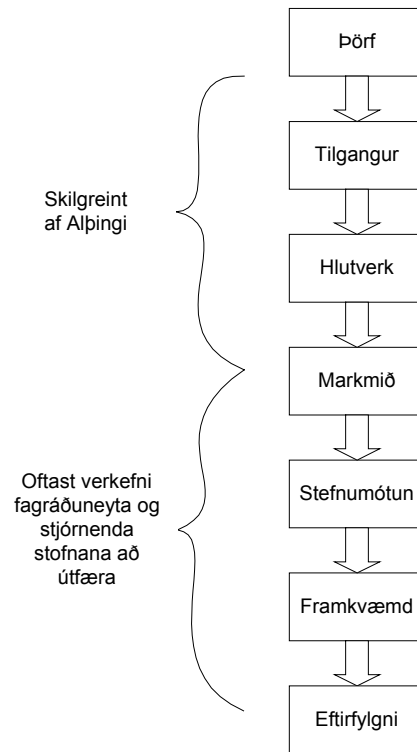 Þörf
Tilgangur
Skilgreint
af Alþingi
Hlutverk
Markmið
Oftast verkefni
fagráðuneyta og
stjórnenda
stofnana að
útfæra
Stefnumótun
Framkvæmd
Eftirfylgni